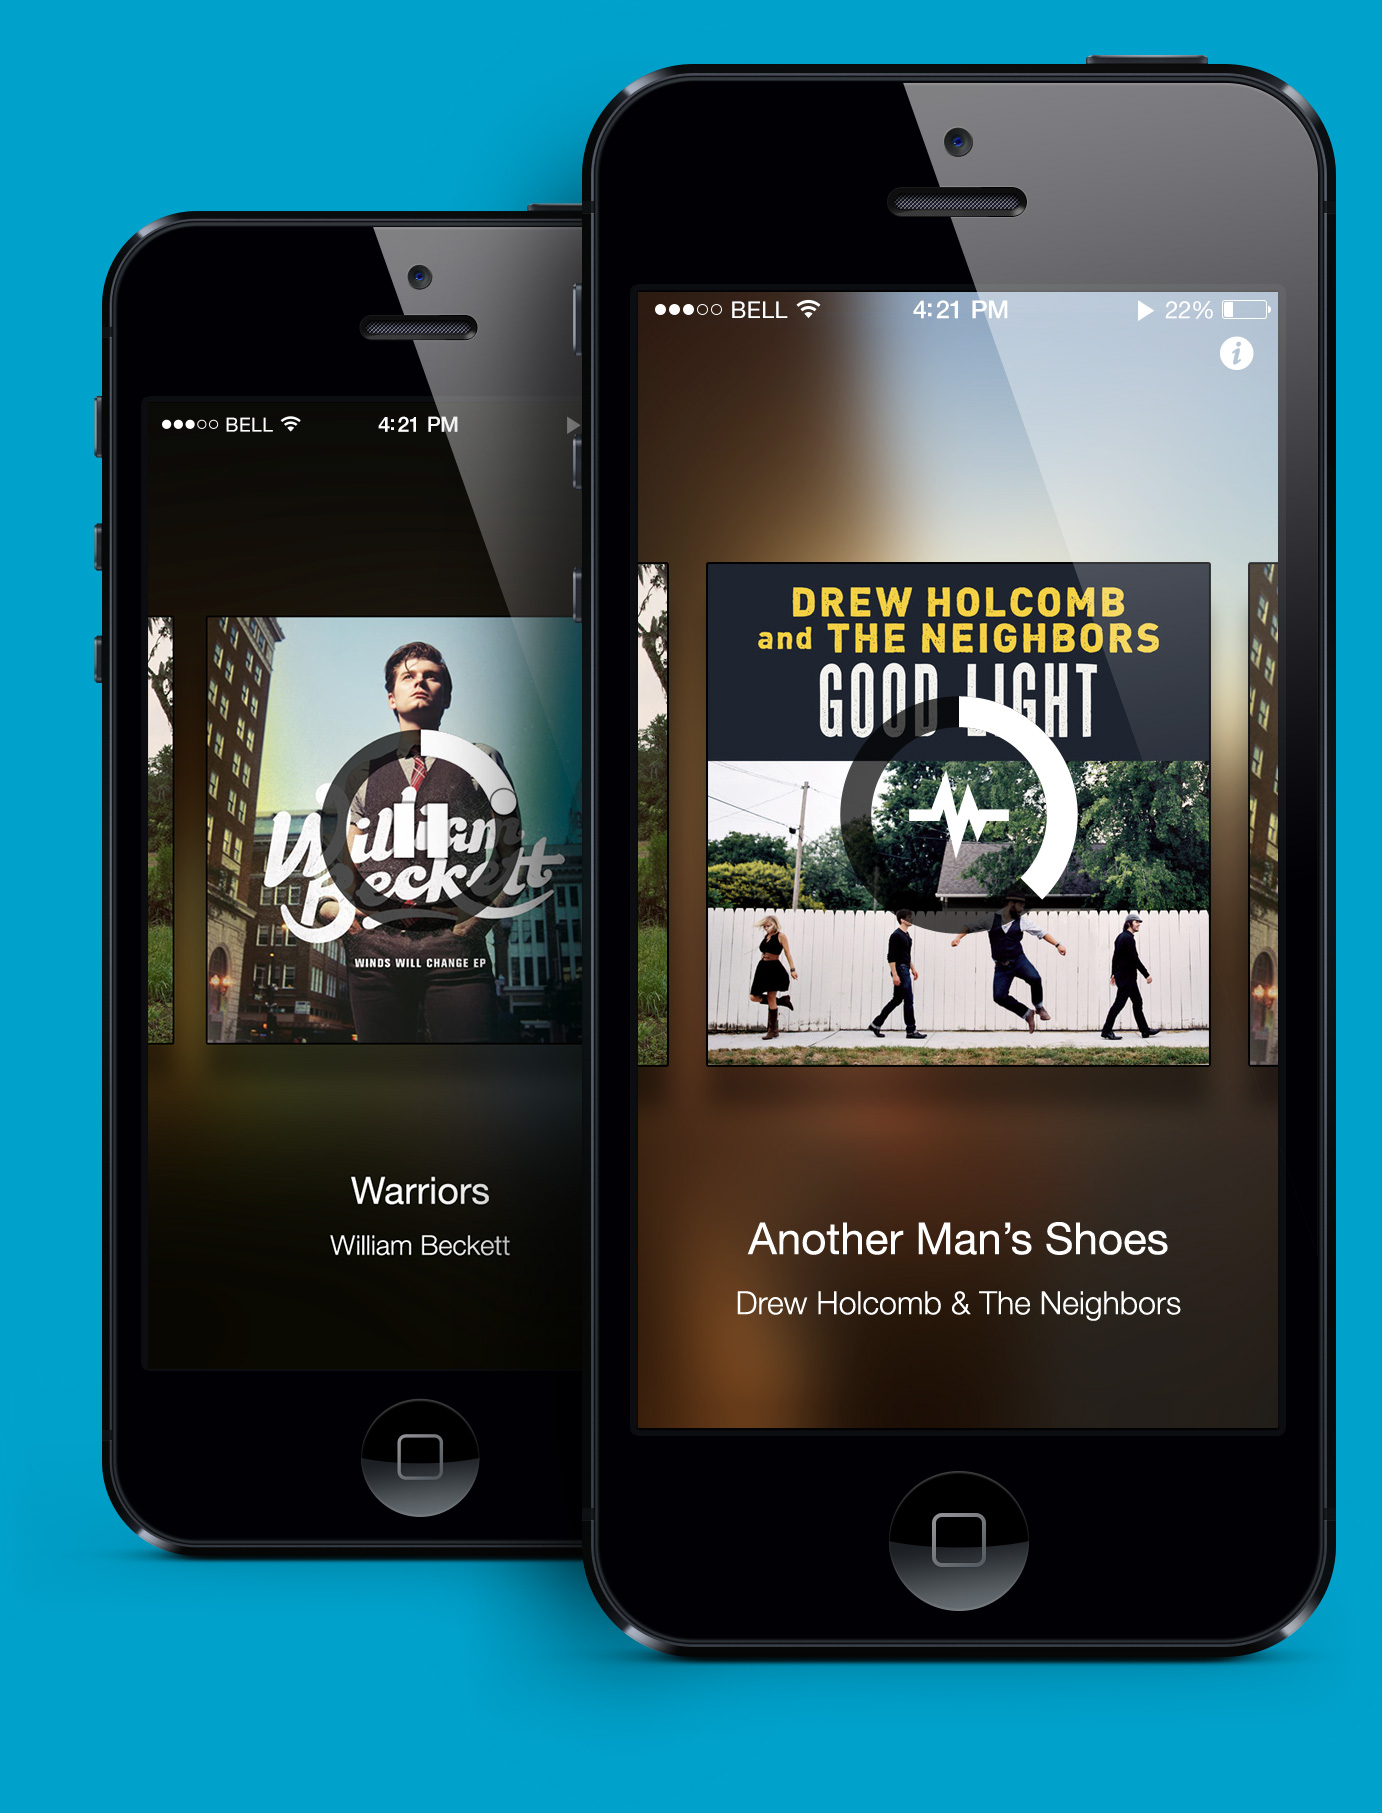 BELL 4:21 PM
William
Beckett
WINDS WILL CHANGE EP
Warriors
William Beckett
BELL 4:21 PM 22%
i
DREW HOLCOMB
and THE NEIGHBORS
GOOD LIGHT
Another Man’s Shoes
Drew Holcomb & The Neighbors